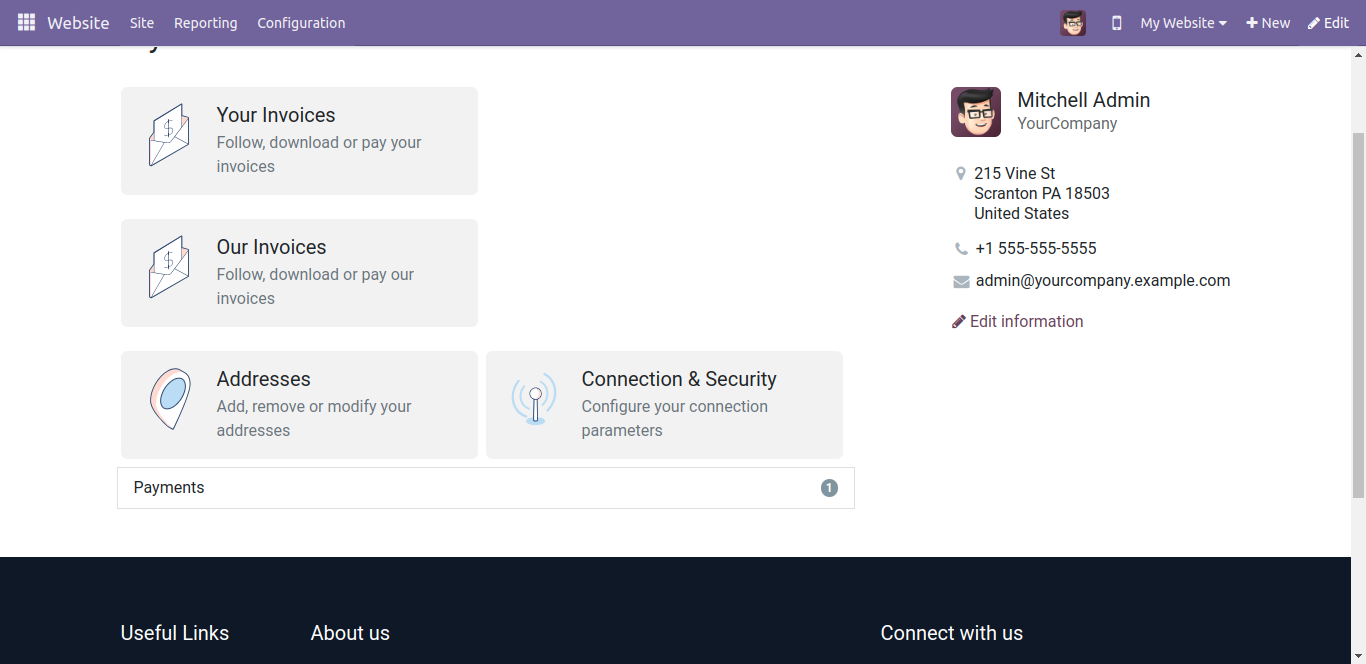 Website Site Reporting Configuration My Website New Edit
Your Invoices
Follow, download or pay your
invoices
Our Invoices
Follow, download or pay our
invoices
Addresses
Add, remove or modify your
addresses
Connection & Security
Configure your connection
parameters
Payments 1
Mitchell Admin
YourCompany
215 Vine St
Scranton PA 18503
United States
+1 555-555-5555
admin@yourcompany.example.com
Edit information
Useful Links About us Connect with us